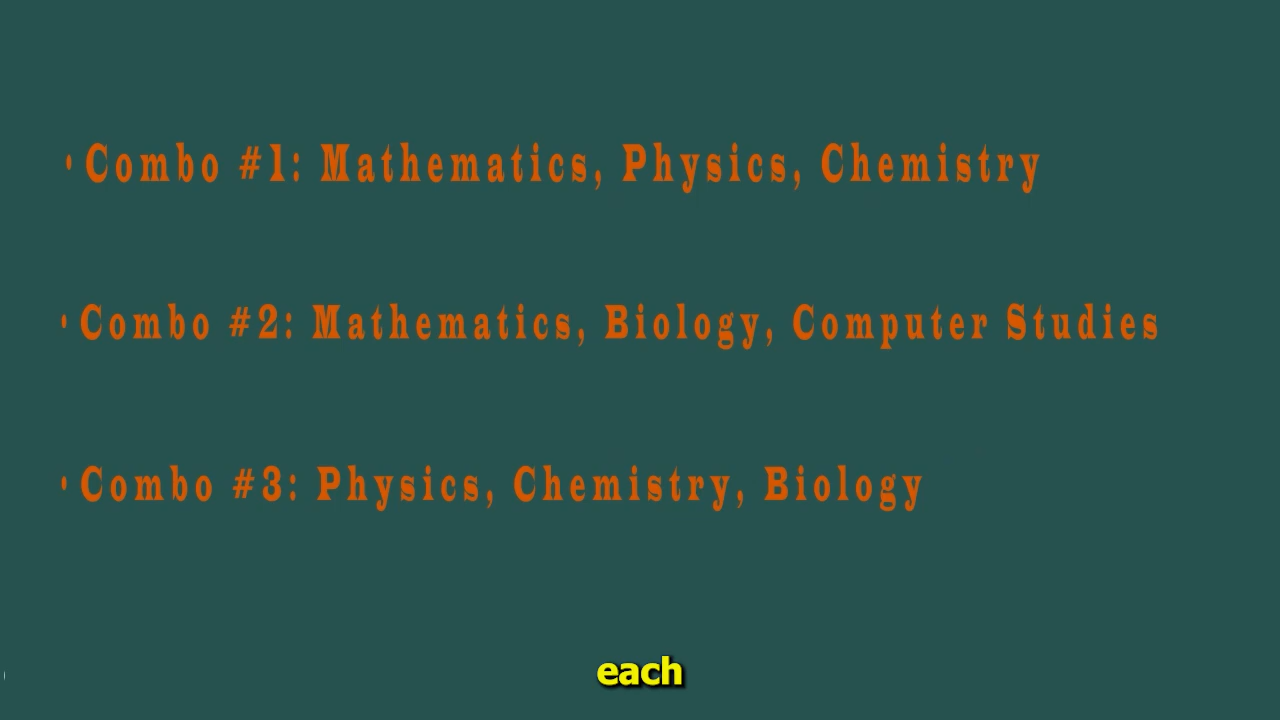 · Combo #1: Mathematics, Physics, Chemistry
· Combo #2: Mathematics, Biology, Computer Studies
· Combo #3: Physics, Chemistry, Biology
each